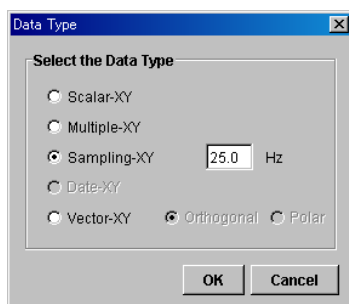 Data Type
Select the Data Type
Scalar-XY
Multiple-XY
Sampling-XY 25.0 Hz
Date-XY
Vector-XY Orthogonal Polar
OK Cancel